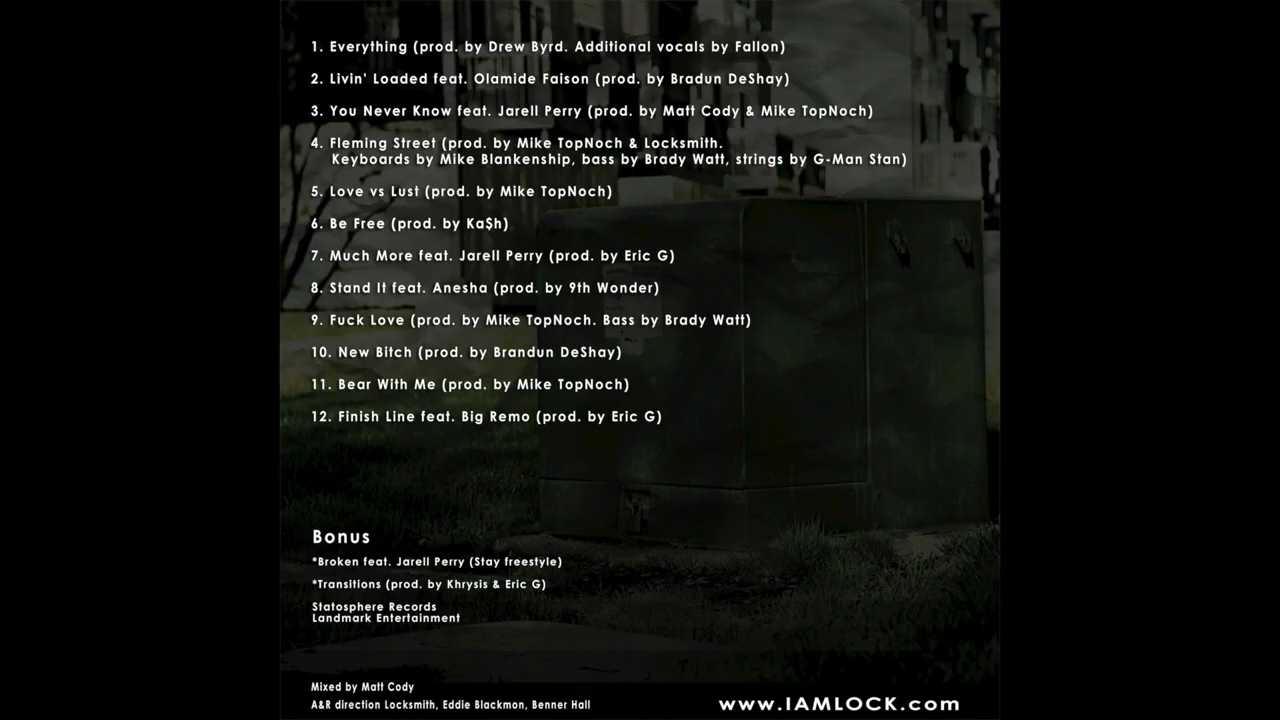 1. Everything (prod. by Drew Byrd. Additional vocals by Fallon)
2. Livin' Loaded feat. Olamide Faison (prod. by Bradun DeShay)
3. You Never Know feat. Jarell Perry (prod. by Matt Cody & Mike TopNoch)
4. Fleming Street (prod. by Mike TopNoch & Locksmith.
Keyboards by Mike Blankenship, bass by Brady Watt, strings by G-Man Stan)
5. Love vs Lust (prod. by Mike TopNoch)
6. Be Free (prod. by Ka$h)
7. Much More feat. Jarell Perry (prod. by Eric G)
8. Stand It feat. Anesha (prod. by 9th Wonder)
9. Fuck Love (prod. by Mike TopNoch. Bass by Brady Watt)
10. New Bitch (prod. by Brandun DeShay)
11. Bear With Me (prod. by Mike TopNoch)
12. Finish Line feat. Big Remo (prod. by Eric G)
Bonus
*Broken feat. Jarell Perry (Stay freestyle)
*Transitions (prod. by Khrysis & Eric G)
Statosphere Records
Landmark Entertainment
Mixed by Matt Cody
A&R direction Locksmith, Eddie Blackmon, Benner Hall
www.IAMLOCK.com